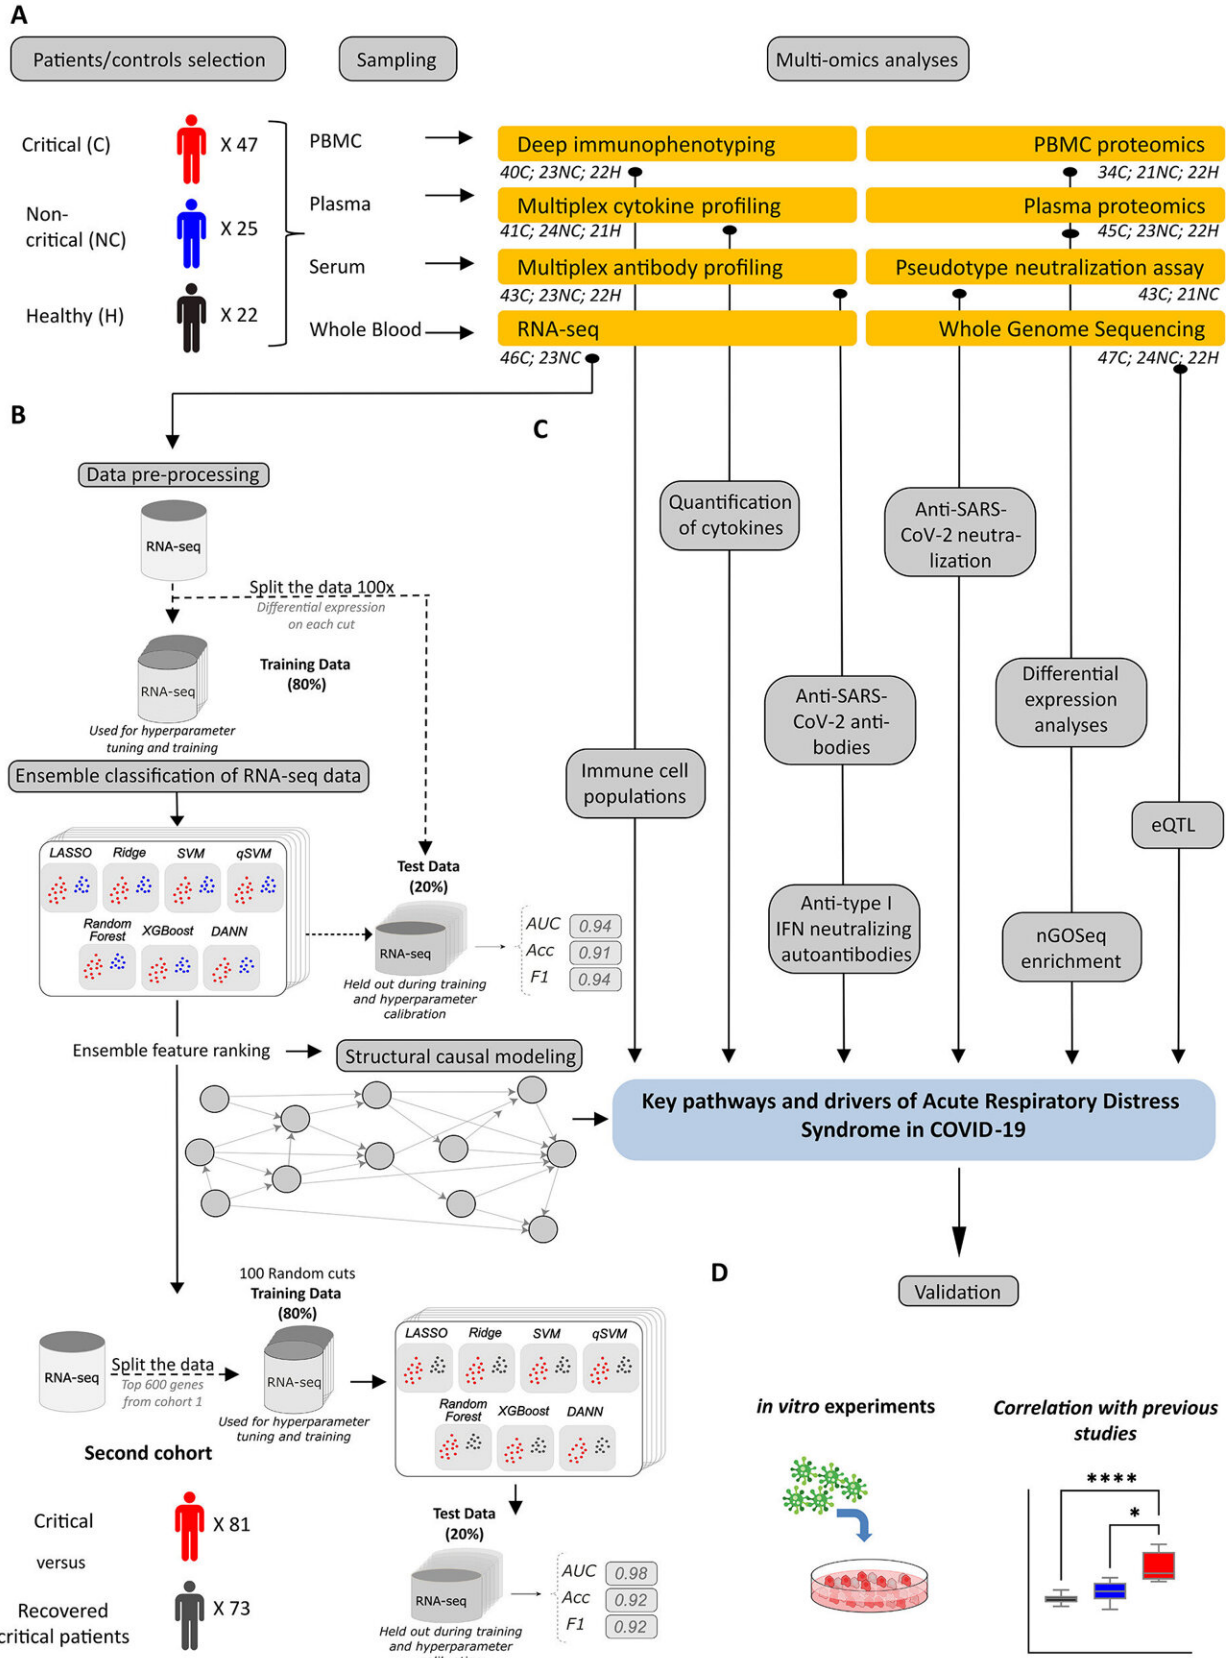 A
Patients/controls selection
Sampling
Multi-omics analyses
Critical (C)
X 47
Non-
critical (NC)
X 25
Healthy (H)
X 22
PBMC
Plasma
Serum
Whole Blood
Deep immunophenotyping
40C; 23NC; 22H
Multiplex cytokine profiling
41C; 24NC; 21H
Multiplex antibody profiling
43C; 23NC; 22H
RNA-seq
46C; 23NC
PBMC proteomics
34C; 21NC; 22H
Plasma proteomics
45C; 23NC; 22H
Pseudotype neutralization assay
43C; 21NC
Whole Genome Sequencing
47C; 24NC; 22H
B
Data pre-processing
RNA-seq
Split the data 100x
Differential expression
on each cut
RNA-seq
Training Data
(80%)
Used for hyperparameter
tuning and training
Ensemble classification of RNA-seq data
LASSO
Ridge
SVM
qSVM
Random
Forest
XGBoost
DANN
Test Data
(20%)
RNA-seq
Held out during training
and hyperparameter
calibration
AUC 0.94
Acc 0.91
F1 0.94
Ensemble feature ranking
Structural causal modeling
100 Random cuts
Training Data
(80%)
RNA-seq
Split the data
Top 600 genes
from cohort 1
RNA-seq
Used for hyperparameter
tuning and training
LASSO
Ridge
SVM
qSVM
Random
Forest
XGBoost
DANN
Second cohort
Critical
X 81
versus
Recovered
critical patients
X 73
Test Data
(20%)
RNA-seq
Held out during training
and hyperparameter
AUC 0.98
Acc 0.92
F1 0.92
C
Quantification
of cytokines
Anti-SARS-
CoV-2 neutra-
lization
Immune cell
populations
Anti-SARS-
CoV-2 anti-
bodies
Differential
expression
analyses
eQTL
Anti-type I
IFN neutralizing
autoantibodies
nGOSeq
enrichment
Key pathways and drivers of Acute Respiratory Distress
Syndrome in COVID-19
D
Validation
in vitro experiments
Correlation with previous
studies
****
*